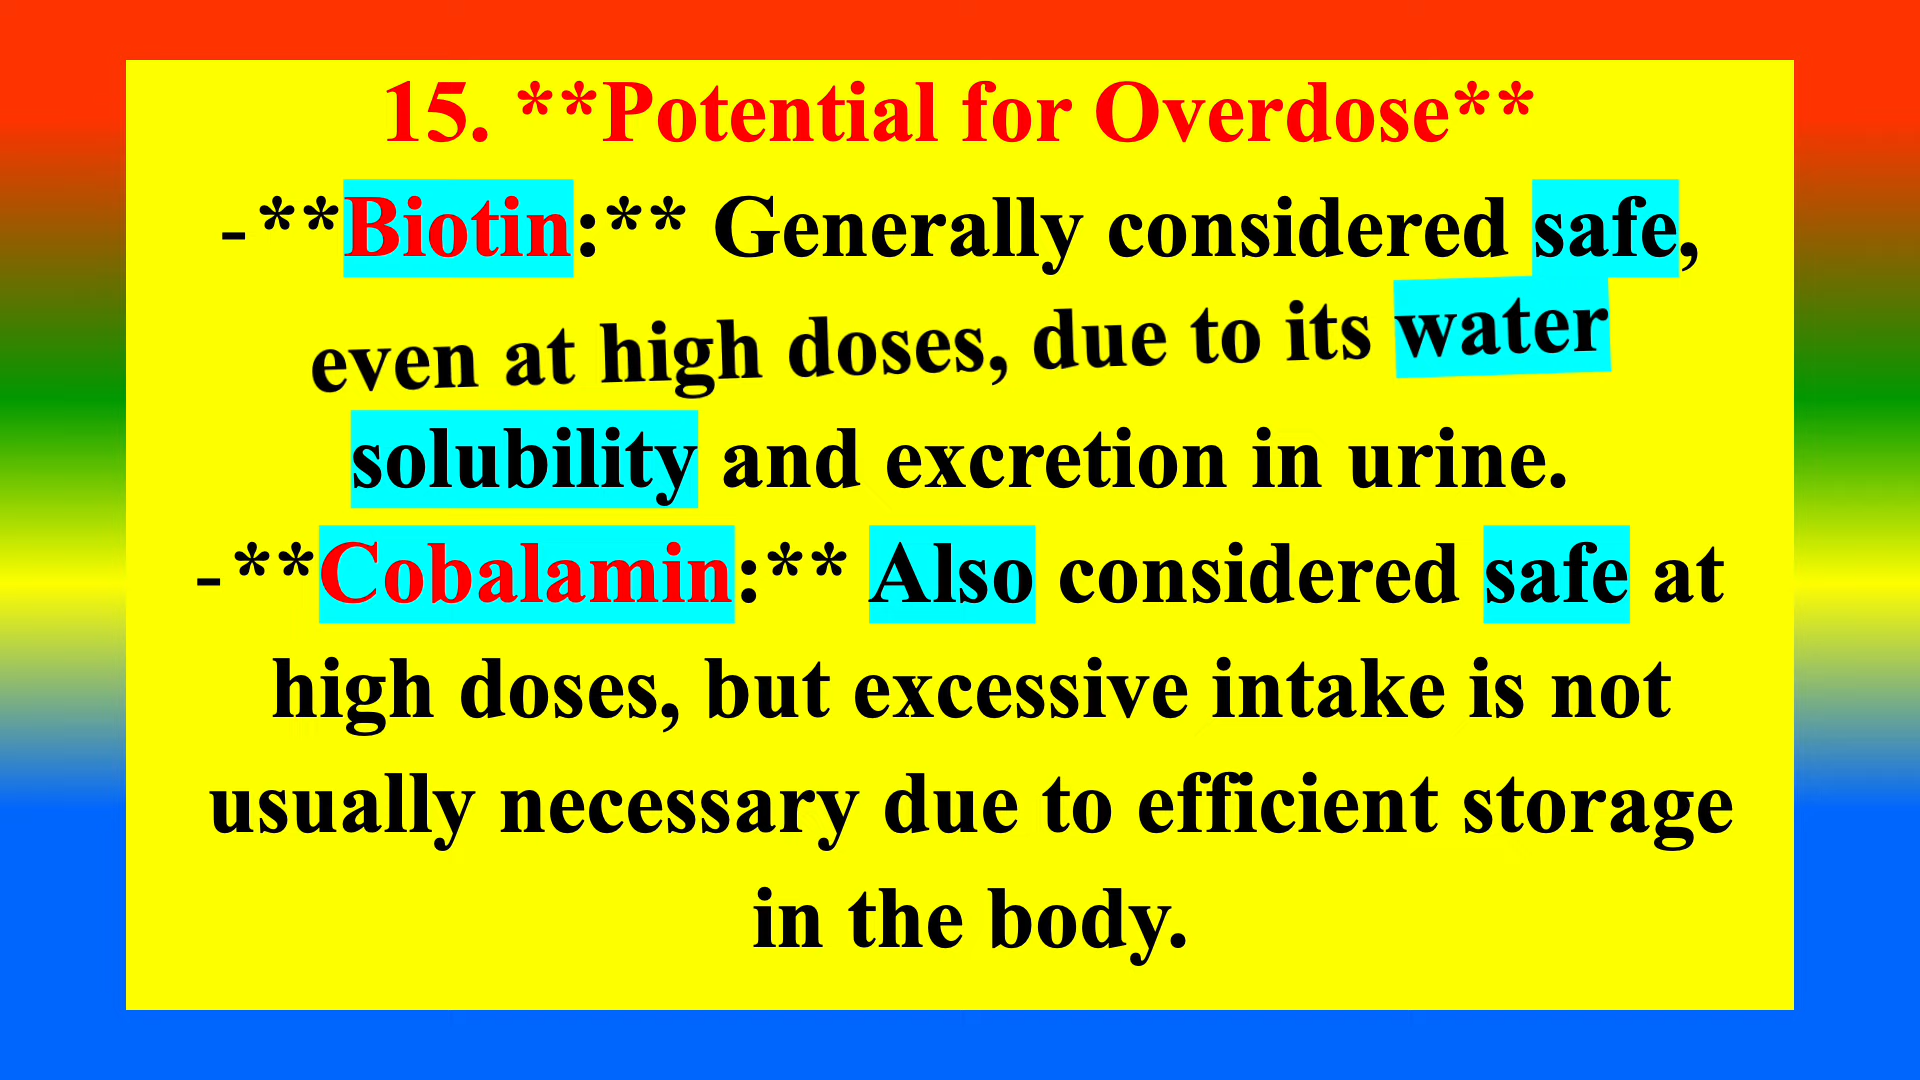 15. **Potential for Overdose**
-**Biotin:** Generally considered safe,
even at high doses, due to its water
solubility and excretion in urine.
-**Cobalamin:** Also considered safe at
high doses, but excessive intake is not
usually necessary due to efficient storage
in the body.